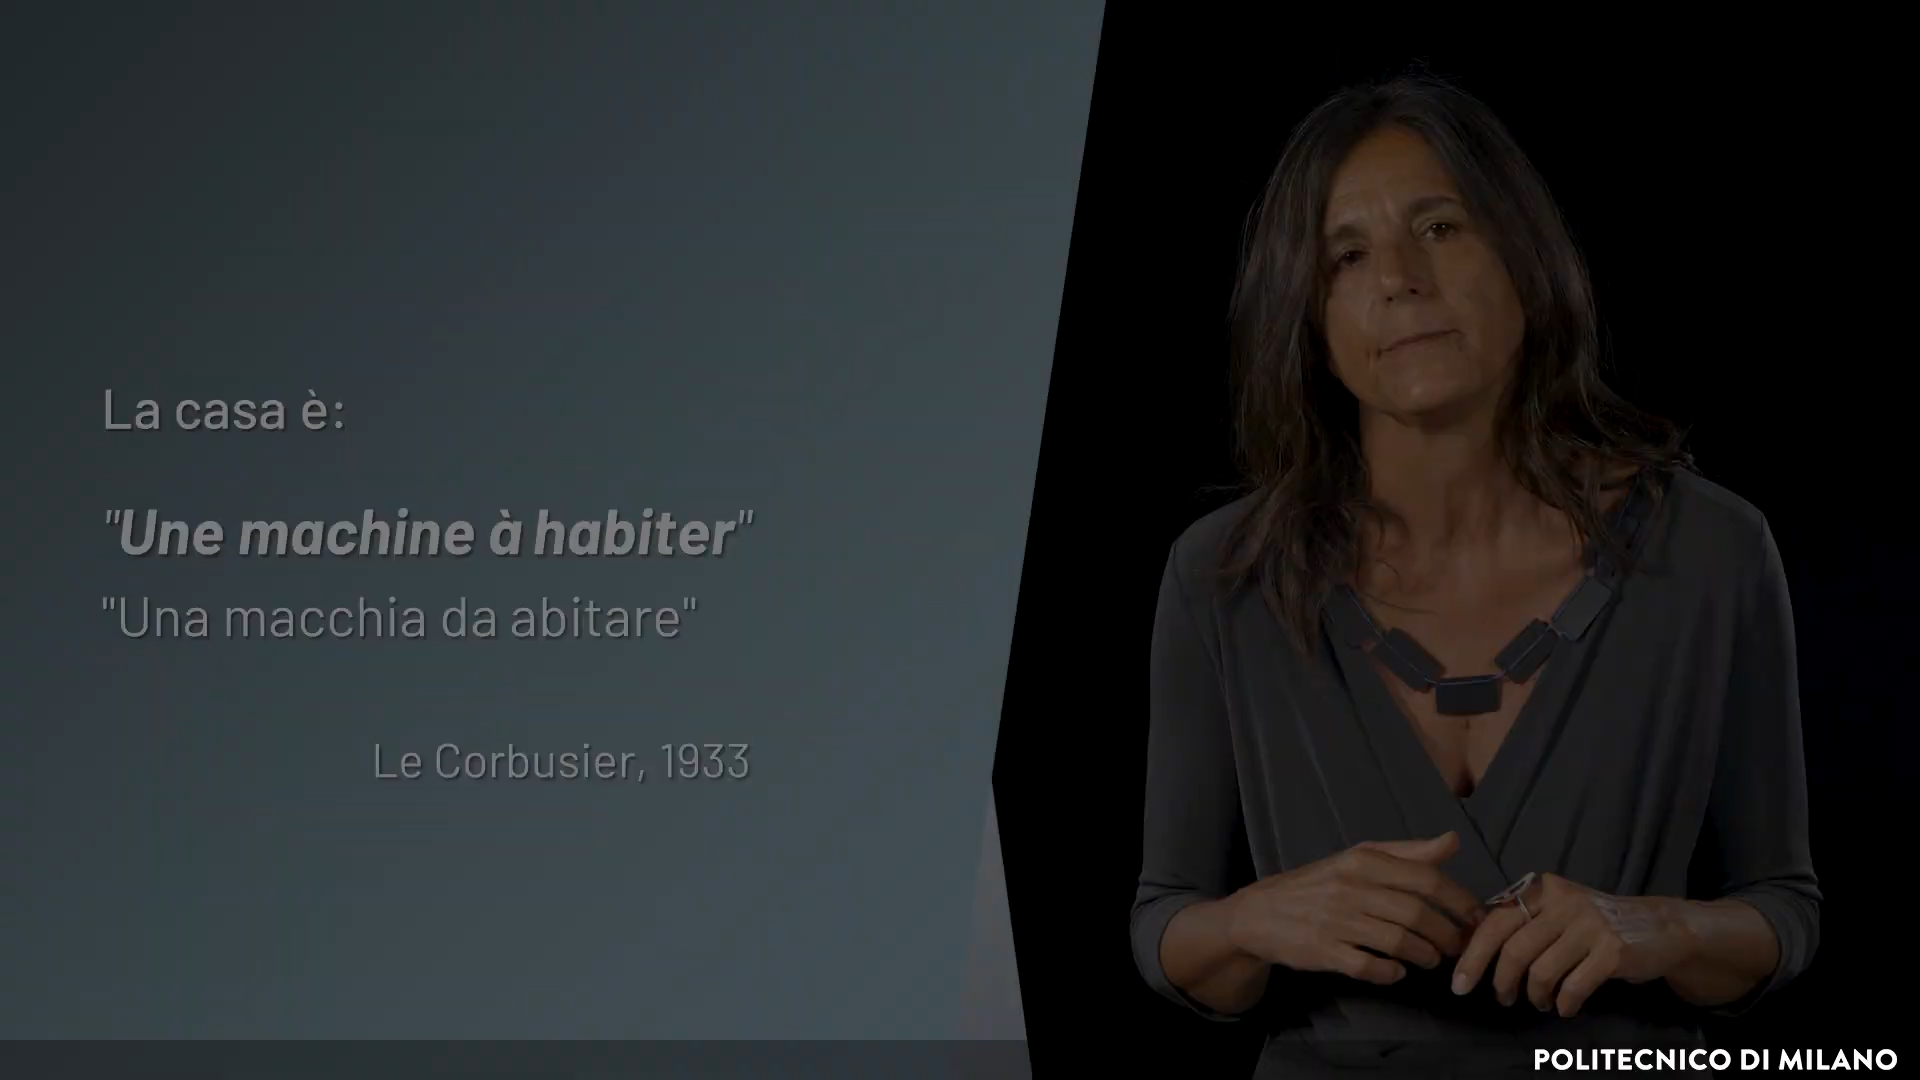 La casa è:
"Une machine à habiter"
"Una macchia da abitare"
Le Corbusier, 1933
POLITECNICO DI MILANO